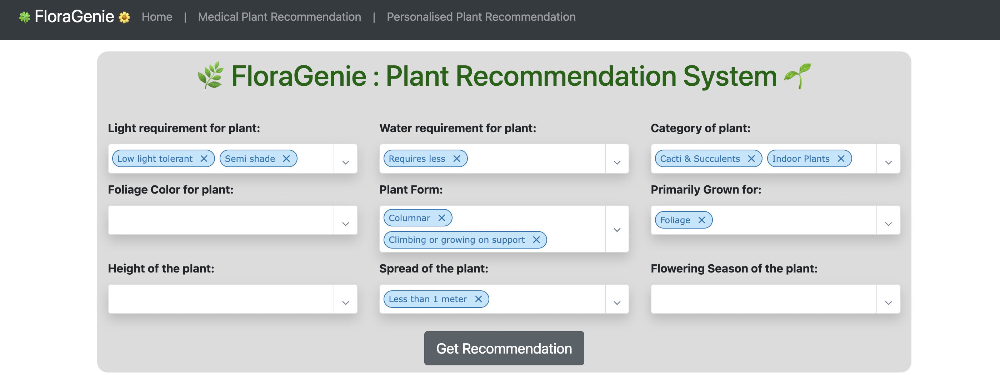 🍀 FloraGenie 🌼 Home | Medical Plant Recommendation | Personalised Plant Recommendation
🌿 FloraGenie : Plant Recommendation System 🌱
Light requirement for plant: Water requirement for plant: Category of plant:
Low light tolerant × Semi shade × Requires less × Cacti & Succulents × Indoor Plants ×
Foliage Color for plant: Plant Form: Primarily Grown for:
Columnar ×
Foliage ×
Climbing or growing on support ×
Height of the plant: Spread of the plant: Flowering Season of the plant:
Less than 1 meter ×
Get Recommendation